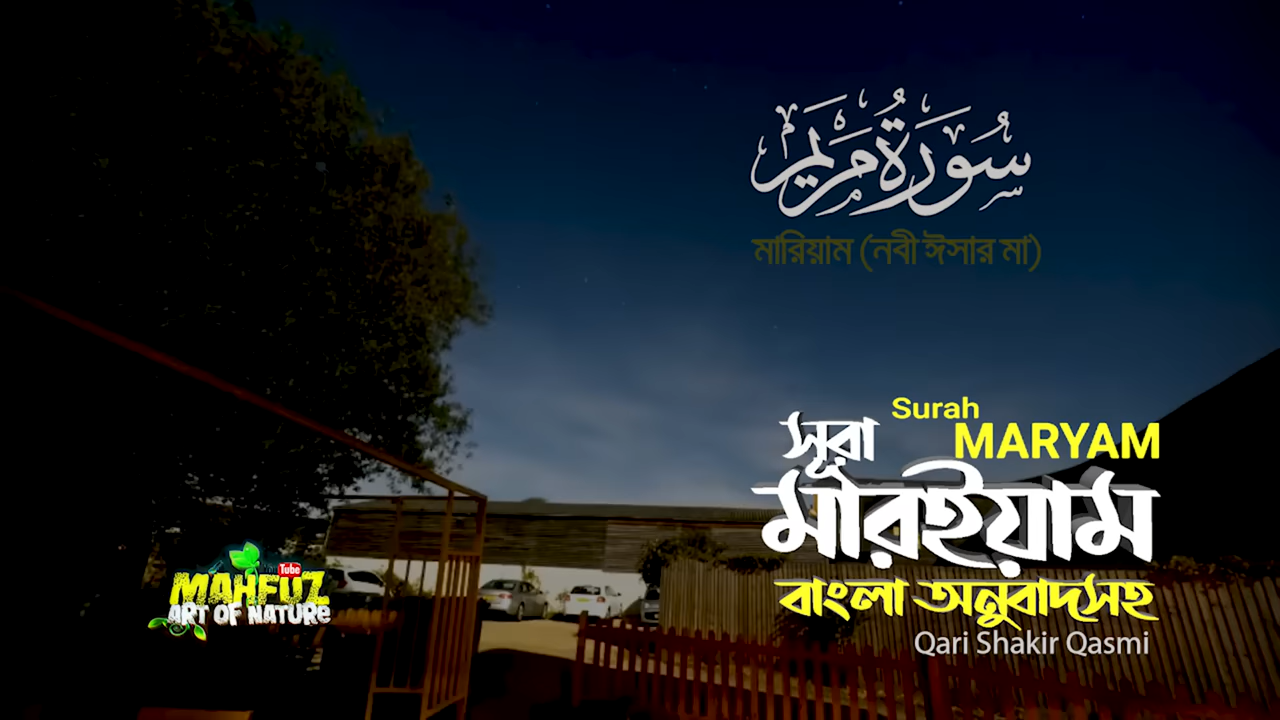 سُورَةُ مَرْيَمَ
মারিয়াম (নবী ঈসার মা)
Surah
MARYAM
সূরা
মারইয়াম
বাংলা অনুবাদসহ
Qari Shakir Qasmi
Tube
MAHFUZ
ART OF NATURE